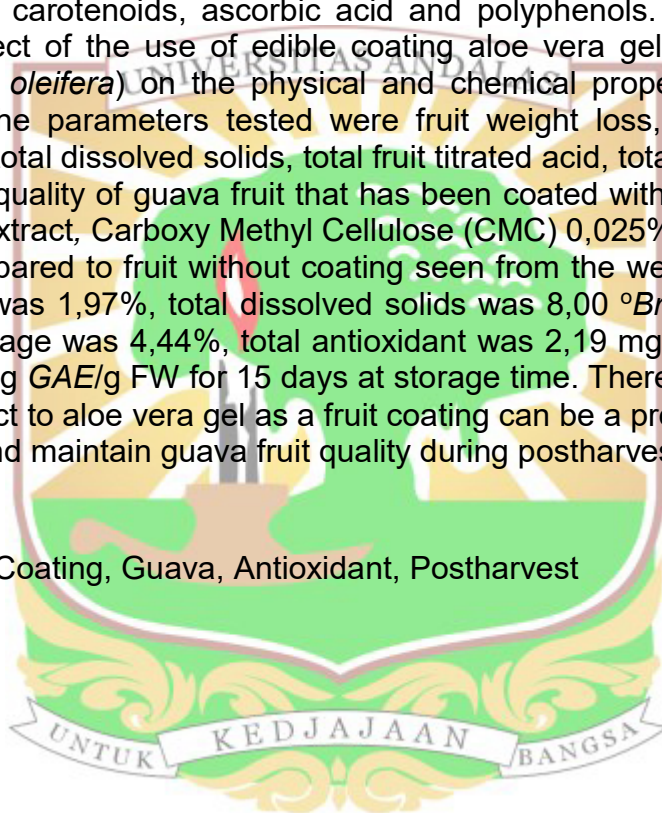 carotenoids, ascorbic acid and polyphenols.
ect of the use of edible coating aloe vera gel
oleifera) on the physical and chemical prope
ne parameters tested were fruit weight loss,
otal dissolved solids, total fruit titrated acid, tota
quality of guava fruit that has been coated with
extract, Carboxy Methyl Cellulose (CMC) 0,025%
pared to fruit without coating seen from the we
was 1,97%, total dissolved solids was 8,00 °Br
age was 4,44%, total antioxidant was 2,19 mg
g GAE/g FW for 15 days at storage time. There
ct to aloe vera gel as a fruit coating can be a pro
nd maintain guava fruit quality during postharves
Coating, Guava, Antioxidant, Postharvest
UNIVERSITAS ANDALAS
UNTUK KEDJAJAAN BANGSA